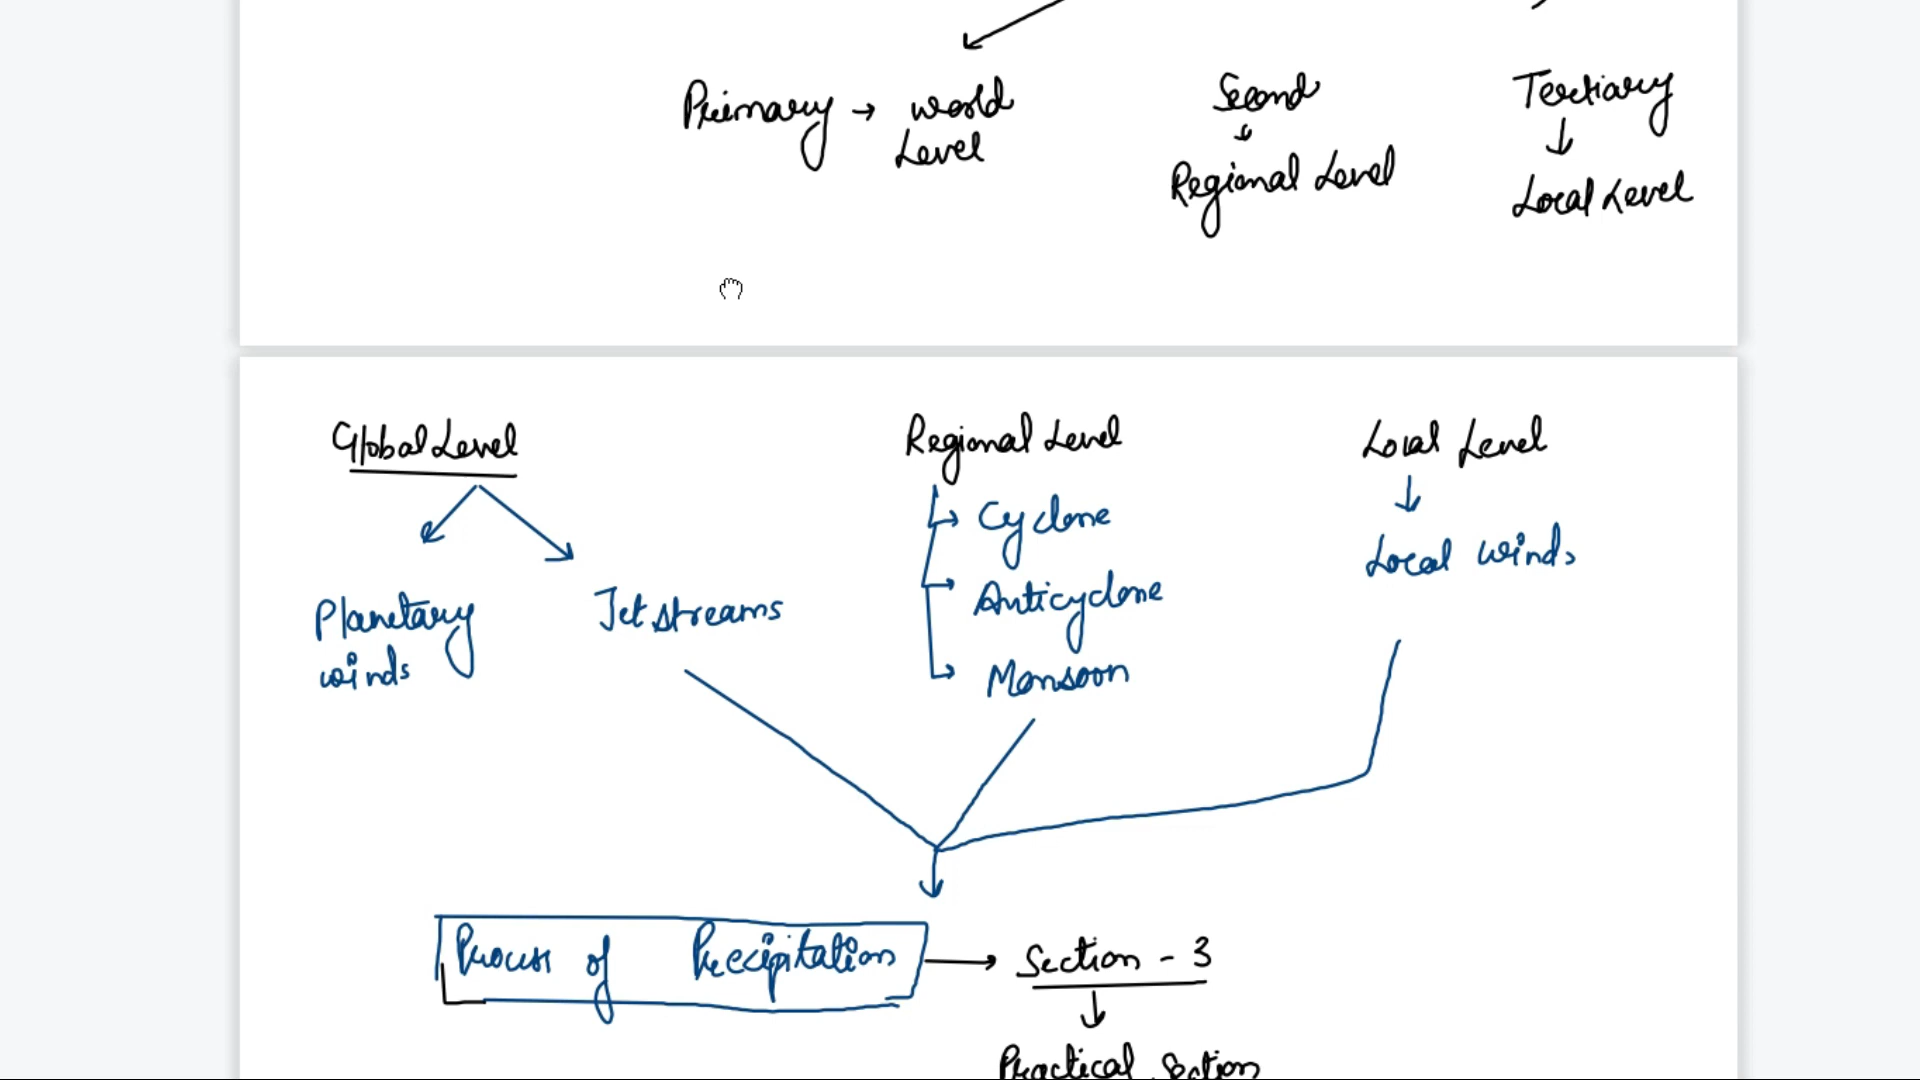 Primary → world Level
Second
↓
Regional Level
Tertiary
↓
Local Level
Global Level
Planetary winds
Jet streams
Regional Level
→ Cyclone
→ Anticyclone
→ Monsoon
Local Level
↓
Local winds
Process of Precipitation → Section - 3
↓
Practical Section